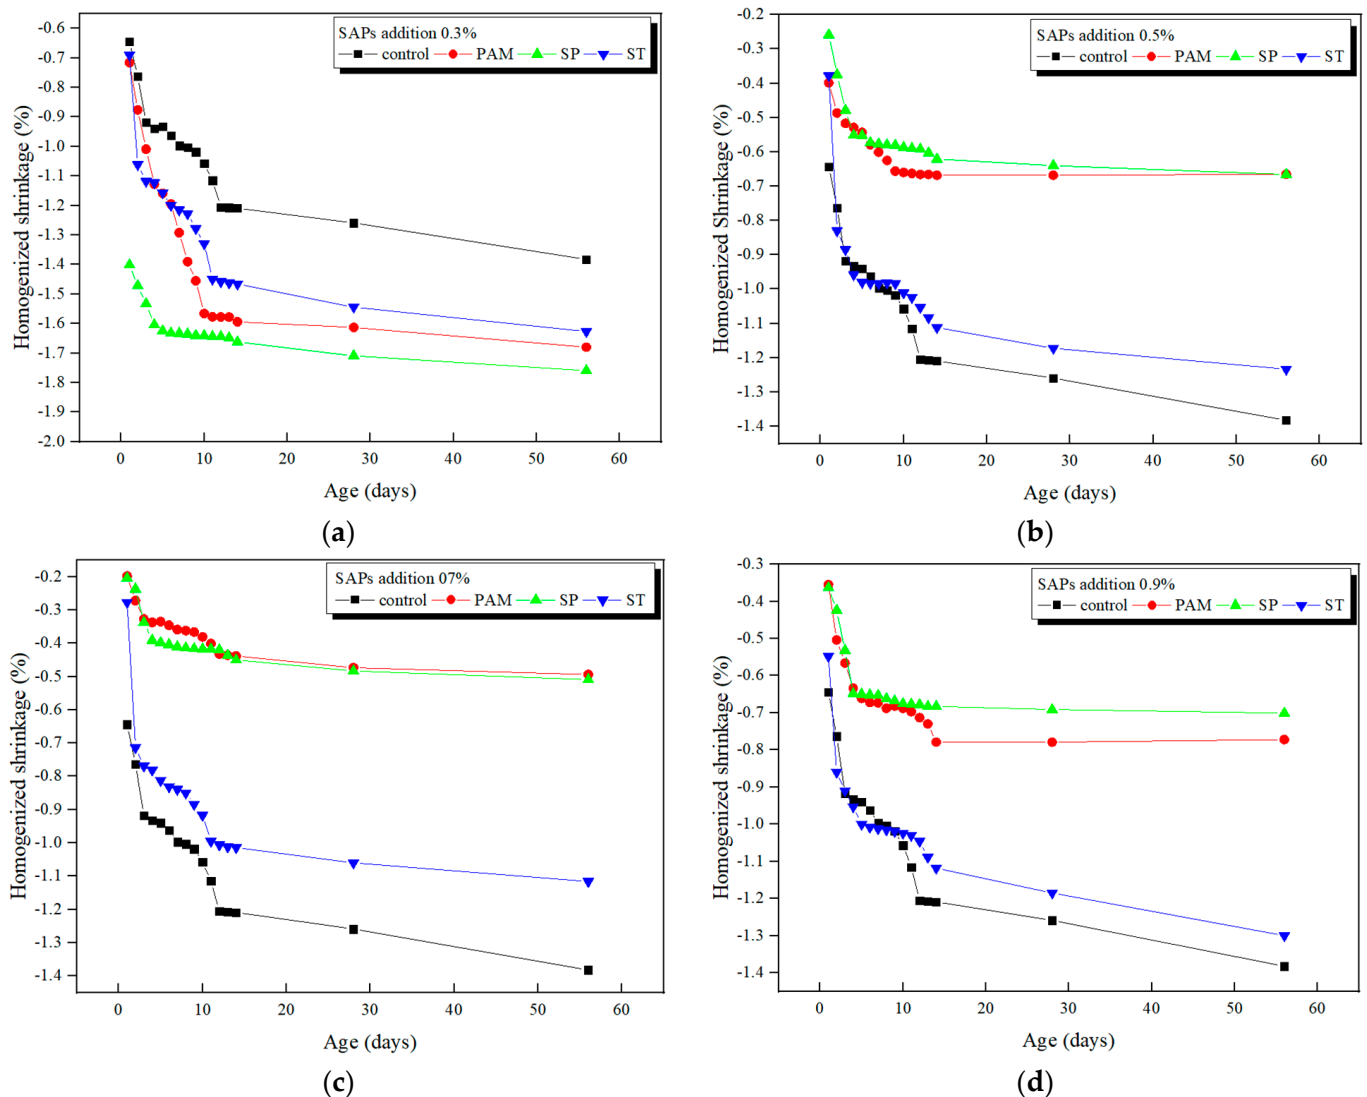 SAPs addition 0.3%
control PAM SP ST
Homogenized shrinkage (%)
-0.6
-0.7
-0.8
-0.9
-1.0
-1.1
-1.2
-1.3
-1.4
-1.5
-1.6
-1.7
-1.8
-1.9
-2.0
0 10 20 30 40 50 60
Age (days)
(a)
SAPs addition 0.5%
control PAM SP ST
Homogenized Shrinkage (%)
-0.2
-0.3
-0.4
-0.5
-0.6
-0.7
-0.8
-0.9
-1.0
-1.1
-1.2
-1.3
-1.4
0 10 20 30 40 50 60
Age (days)
(b)
SAPs addition 07%
control PAM SP ST
Homogenized shrinkage (%)
-0.2
-0.3
-0.4
-0.5
-0.6
-0.7
-0.8
-0.9
-1.0
-1.1
-1.2
-1.3
-1.4
0 10 20 30 40 50 60
Age (days)
(c)
SAPs addition 0.9%
control PAM SP ST
Homogenized shrinkage (%)
-0.3
-0.4
-0.5
-0.6
-0.7
-0.8
-0.9
-1.0
-1.1
-1.2
-1.3
-1.4
0 10 20 30 40 50 60
Age (days)
(d)